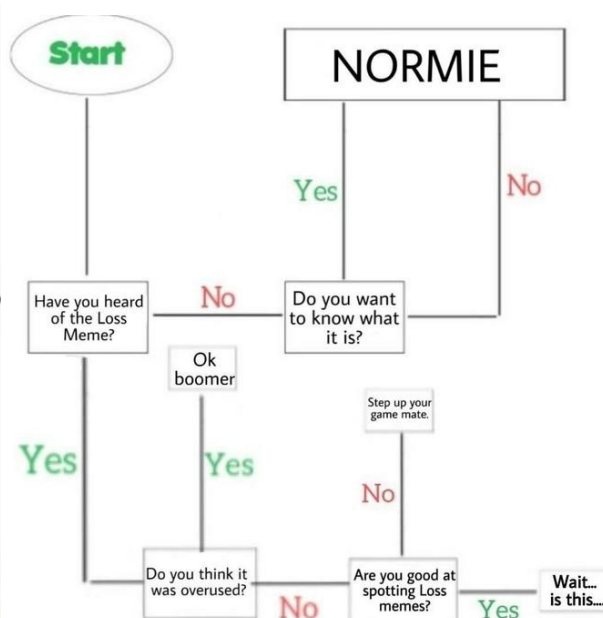 Start
NORMIE
Yes
No
Have you heard
of the Loss
Meme?
No
Do you want
to know what
it is?
Ok
boomer
Step up your
game mate.
Yes
Yes
No
Do you think it
was overused?
No
Are you good at
spotting Loss
memes?
Yes
Wait...
is this....